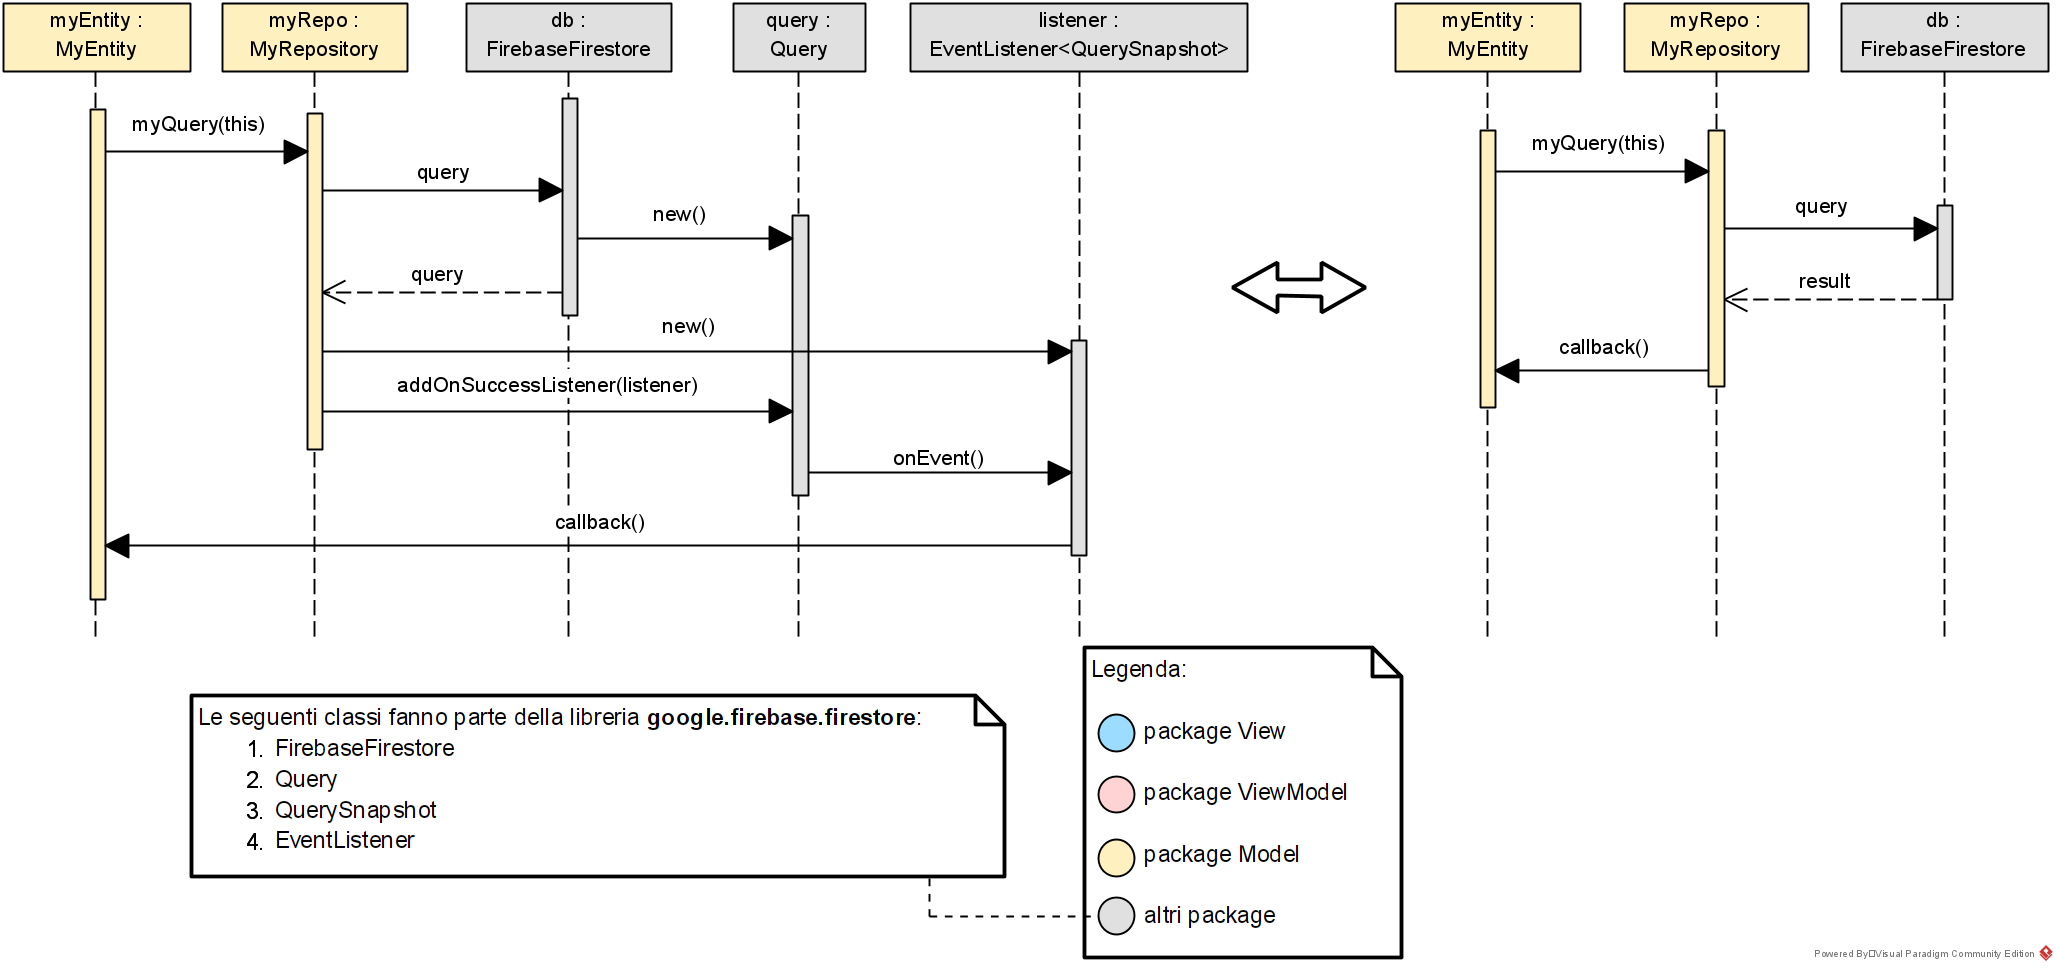 myEntity :
MyEntity
myRepo :
MyRepository
db :
FirebaseFirestore
query :
Query
listener :
EventListener<QuerySnapshot>
myQuery(this)
query
new()
query
new()
addOnSuccessListener(listener)
onEvent()
callback()
myEntity :
MyEntity
myRepo :
MyRepository
db :
FirebaseFirestore
myQuery(this)
query
result
callback()
Le seguenti classi fanno parte della libreria google.firebase.firestore:
1. FirebaseFirestore
2. Query
3. QuerySnapshot
4. EventListener
Legenda:
package View
package ViewModel
package Model
altri package
Powered By Visual Paradigm Community Edition